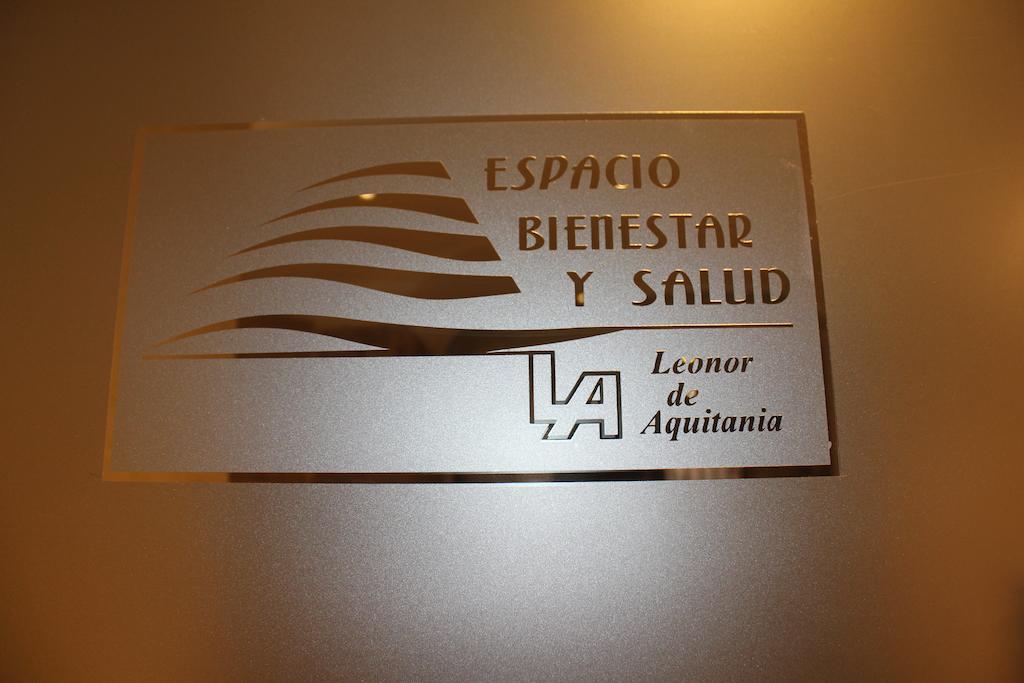 ESPACIO
BIENESTAR
Y SALUD
LA
Leonor
de
Aquitania